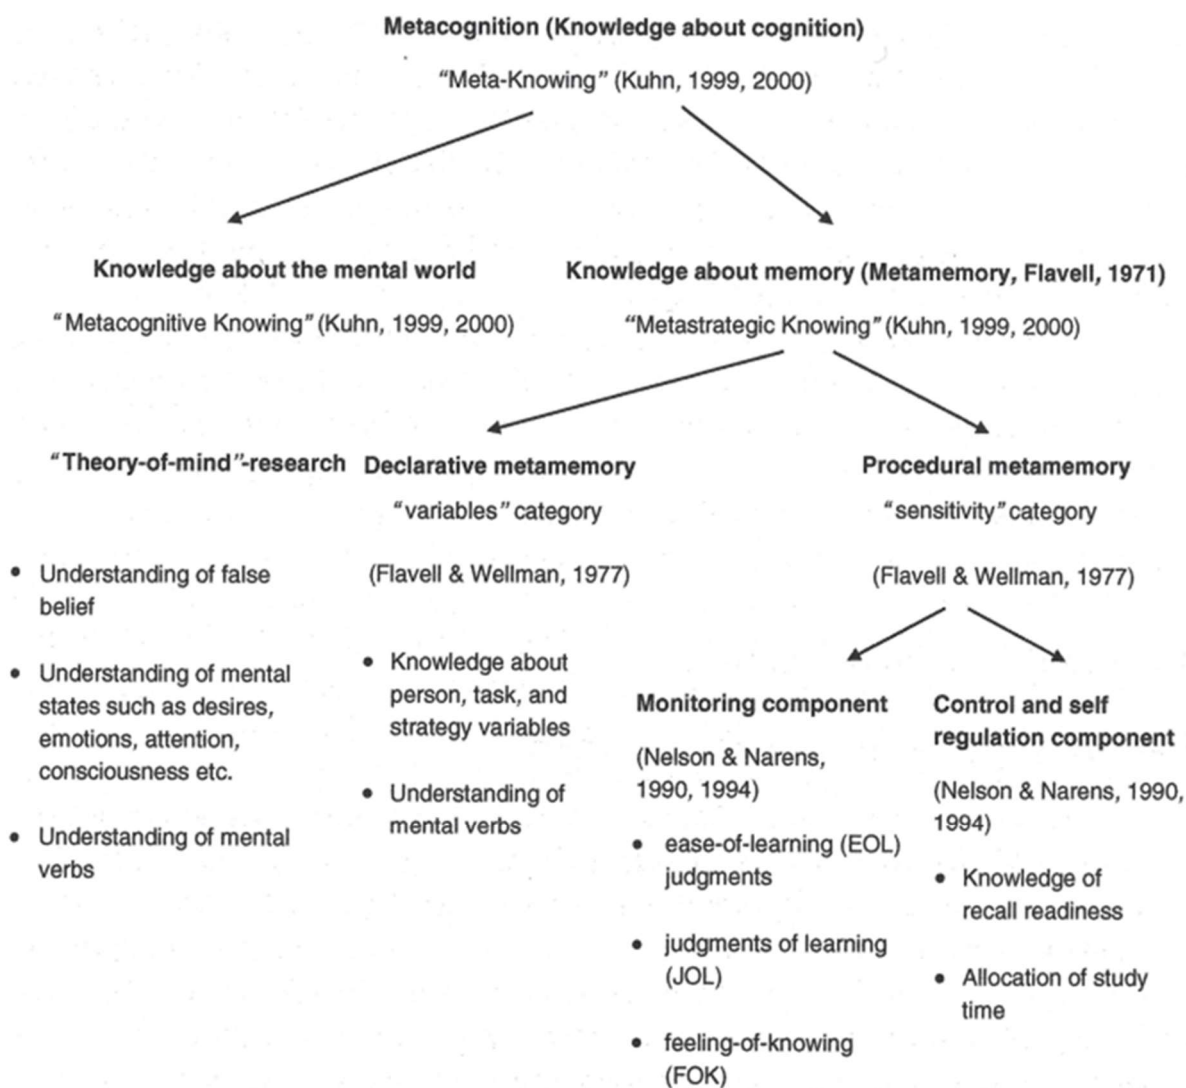 Metacognition (Knowledge about cognition)
“Meta-Knowing” (Kuhn, 1999, 2000)
Knowledge about the mental world
“Metacognitive Knowing” (Kuhn, 1999, 2000)
Knowledge about memory (Metamemory, Flavell, 1971)
“Metastrategic Knowing” (Kuhn, 1999, 2000)
“Theory-of-mind”-research
• Understanding of false
belief
• Understanding of mental
states such as desires,
emotions, attention,
consciousness etc.
• Understanding of mental
verbs
Declarative metamemory
“variables” category
(Flavell & Wellman, 1977)
• Knowledge about
person, task, and
strategy variables
• Understanding of
mental verbs
Procedural metamemory
“sensitivity” category
(Flavell & Wellman, 1977)
Monitoring component
(Nelson & Narens,
1990, 1994)
• ease-of-learning (EOL)
judgments
• judgments of learning
(JOL)
• feeling-of-knowing
(FOK)
Control and self
regulation component
(Nelson & Narens, 1990,
1994)
• Knowledge of
recall readiness
• Allocation of study
time